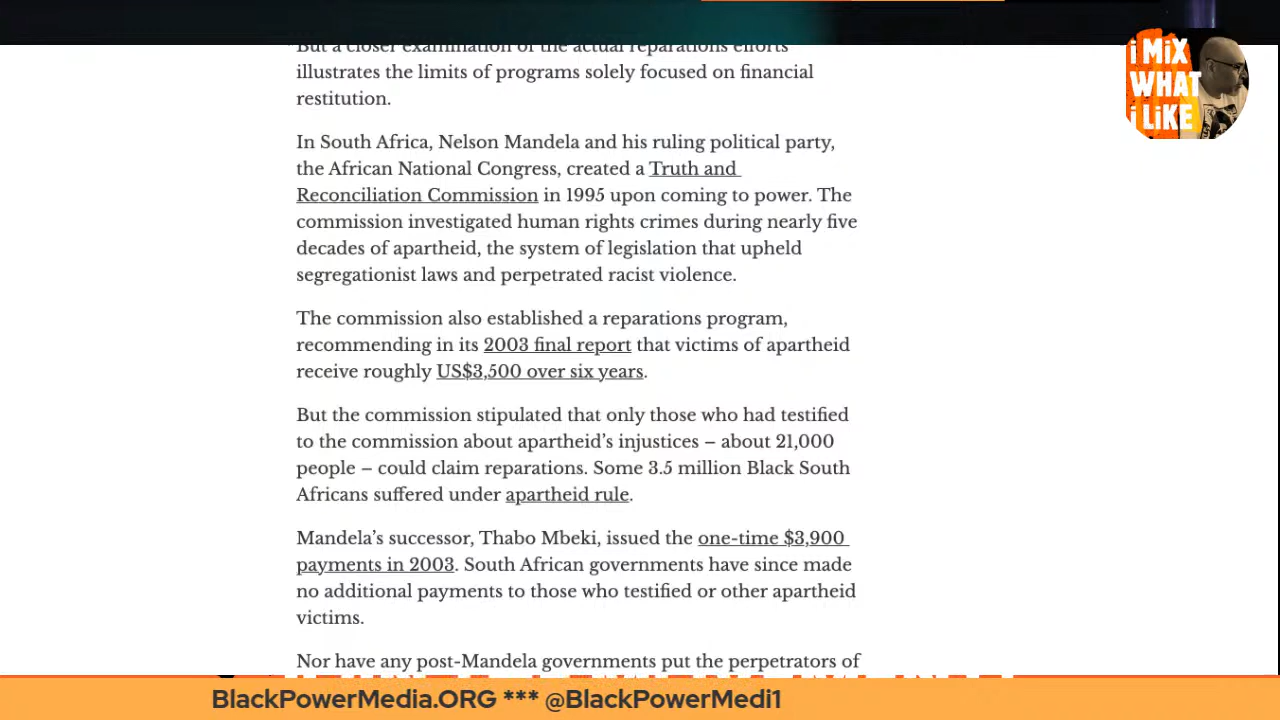 But a closer examination of the actual reparations efforts
illustrates the limits of programs solely focused on financial
restitution.
In South Africa, Nelson Mandela and his ruling political party,
the African National Congress, created a Truth and
Reconciliation Commission in 1995 upon coming to power. The
commission investigated human rights crimes during nearly five
decades of apartheid, the system of legislation that upheld
segregationist laws and perpetrated racist violence.
The commission also established a reparations program,
recommending in its 2003 final report that victims of apartheid
receive roughly US$3,500 over six years.
But the commission stipulated that only those who had testified
to the commission about apartheid’s injustices – about 21,000
people – could claim reparations. Some 3.5 million Black South
Africans suffered under apartheid rule.
Mandela’s successor, Thabo Mbeki, issued the one-time $3,900
payments in 2003. South African governments have since made
no additional payments to those who testified or other apartheid
victims.
Nor have any post-Mandela governments put the perpetrators of
i MiX
WHAT
i LiKE
BlackPowerMedia.ORG *** @BlackPowerMedi1